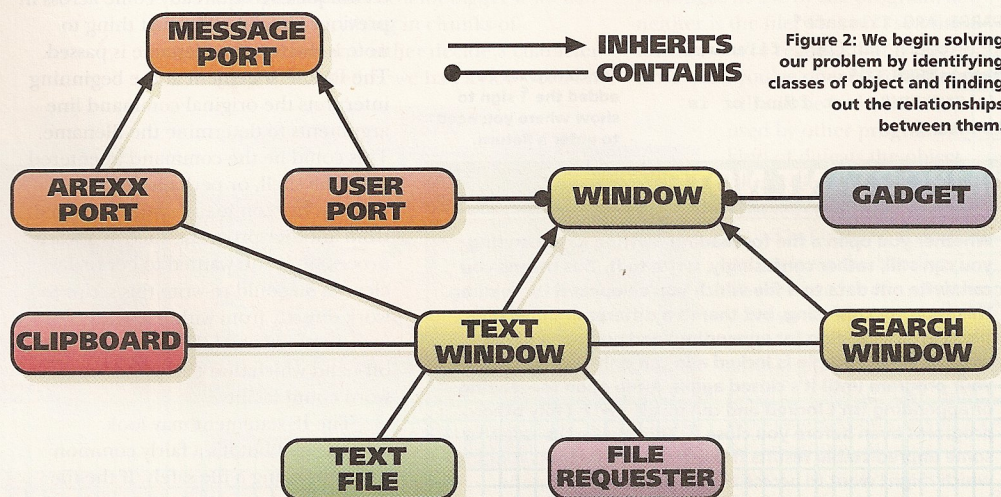 MESSAGE
PORT
INHERITS
CONTAINS
Figure 2: We begin solving
our problem by identifying
classes of object and finding
out the relationships
between them.
AREXX
PORT
USER
PORT
WINDOW
GADGET
CLIPBOARD
TEXT
WINDOW
SEARCH
WINDOW
TEXT
FILE
FILE
REQUESTER